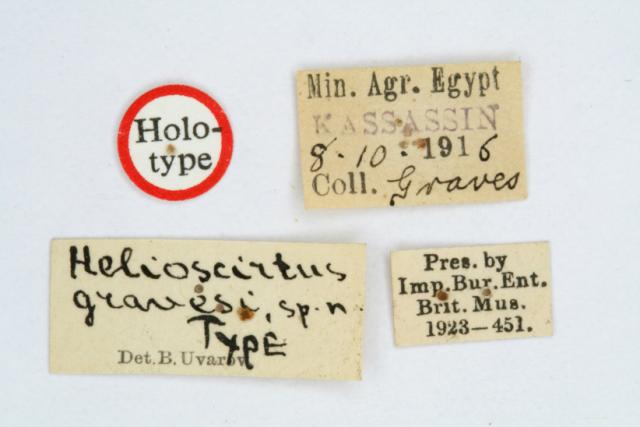 Holo-
type
Min. Agr. Egypt
KASSASSIN
8.10.1916
Coll. Graves
Helioscirtus
gravesi, sp. n.
TYPE
Det. B. Uvarov
Pres. by
Imp. Bur. Ent.
Brit. Mus.
1923—451.